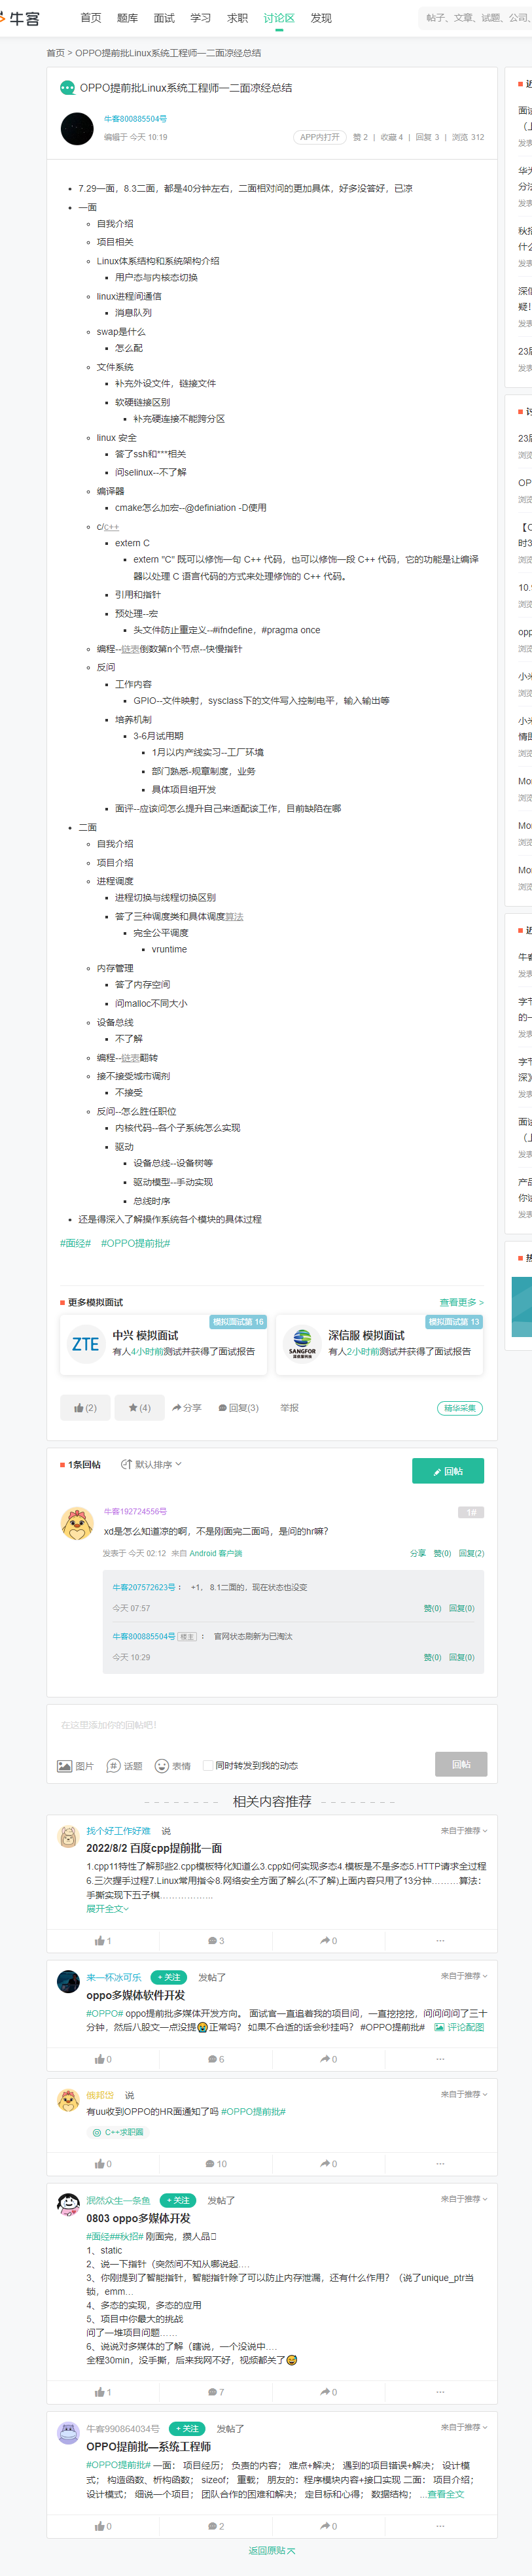 牛客
首页 题库 面试 学习 求职 讨论区 发现
帖子、文章、试题、公司、
首页 > OPPO提前批Linux系统工程师一二面凉经总结
OPPO提前批Linux系统工程师一二面凉经总结
牛客800885504号
编辑于 今天 10:19
APP内打开 赞 2 | 收藏 4 | 回复 3 | 浏览 312
7.29一面，8.3二面，都是40分钟左右，二面相对问的更加具体，好多没答好，已凉
一面
自我介绍
项目相关
Linux体系结构和系统架构介绍
用户态与内核态切换
linux进程间通信
消息队列
swap是什么
怎么配
文件系统
补充外设文件，链接文件
软硬链接区别
补充硬连接不能跨分区
linux 安全
答了ssh和***相关
问selinux--不了解
编译器
cmake怎么加宏--@definiation -D使用
c/c++
extern C
extern "C" 既可以修饰一句 C++ 代码，也可以修饰一段 C++ 代码，它的功能是让编译
器以处理 C 语言代码的方式来处理修饰的 C++ 代码。
引用和指针
预处理--宏
头文件防止重定义--#ifndefine，#pragma once
编程--链表倒数第n个节点--快慢指针
反问
工作内容
GPIO--文件映射，sysclass下的文件写入控制电平，输入输出等
培养机制
3-6月试用期
1月以内产线实习--工厂环境
部门熟悉-规章制度，业务
具体项目组开发
面评--应该问怎么提升自己来适配该工作，目前缺陷在哪
二面
自我介绍
项目介绍
进程调度
进程切换与线程切换区别
答了三种调度类和具体调度算法
完全公平调度
vruntime
内存管理
答了内存空间
问malloc不同大小
设备总线
不了解
编程--链表翻转
接不接受城市调剂
不接受
反问--怎么胜任职位
内核代码--各个子系统怎么实现
驱动
设备总线--设备树等
驱动模型--手动实现
总线时序
还是得深入了解操作系统各个模块的具体过程
#面经# #OPPO提前批#
更多模拟面试 查看更多 >
模拟面试第 16
ZTE 中兴 模拟面试
有人4小时前测试并获得了面试报告
模拟面试第 13
SANGFOR 深信服 模拟面试
有人2小时前测试并获得了面试报告
(2) (4) 分享 回复(3) 举报 精华采集
1条回帖 默认排序 回帖
牛客192724556号 1#
xd是怎么知道凉的啊，不是刚面完二面吗，是问的hr嘛？
发表于 今天 02:12 来自 Android 客户端 分享 赞(0) 回复(2)
牛客207572623号： +1， 8.1二面的，现在状态也没变
今天 07:57 赞(0) 回复(0)
牛客800885504号 楼主 ： 官网状态刷新为已淘汰
今天 10:29 赞(0) 回复(0)
在这里添加你的回帖吧！
图片 话题 表情 同时转发到我的动态 回帖
相关内容推荐
找个好工作好难 说 来自于推荐
2022/8/2 百度cpp提前批一面
1.cpp11特性了解那些2.cpp模板特化知道么3.cpp如何实现多态4.模板是不是多态5.HTTP请求全过程
6.三次握手过程7.Linux常用指令8.网络安全方面了解么(不了解)上面内容只用了13分钟………算法：
手撕实现下五子棋……………...
展开全文
1 3 0 ...
来一杯冰可乐 + 关注 发帖了 来自于推荐
oppo多媒体软件开发
#OPPO# oppo提前批多媒体开发方向。 面试官一直追着我的项目问，一直挖挖挖，问问问问了三十
分钟，然后八股文一点没提😭正常吗？ 如果不合适的话会秒挂吗？ #OPPO提前批# 评论配图
0 6 0 ...
说 来自于推荐
有uu收到OPPO的HR面通知了吗 #OPPO提前批#
C++求职圈
0 10 0 ...
泯然众生一条鱼 + 关注 发帖了 来自于推荐
0803 oppo多媒体开发
#面经##秋招# 刚面完，攒人品
1、static
2、说一下指针（突然间不知从哪说起….
3、你刚提到了智能指针，智能指针除了可以防止内存泄漏，还有什么作用？（说了unique_ptr当
锁，emm…
4、多态的实现，多态的应用
5、项目中你最大的挑战
问了一堆项目问题……
6、说说对多媒体的了解（瞎说，一个没说中….
全程30min，没手撕，后来我网不好，视频都关了😅
1 7 0 ...
牛客990864034号 + 关注 发帖了 来自于推荐
OPPO提前批—系统工程师
#OPPO提前批# 一面： 项目经历； 负责的内容； 难点+解决； 遇到的项目错误+解决； 设计模
式； 构造函数、析构函数； sizeof； 重载； 朋友的：程序模块内容+接口实现 二面： 项目介绍；
设计模式； 细说一个项目； 团队合作的困难和解决； 定目标和心得； 数据结构； ...查看全文
0 2 0 ...
返回原贴